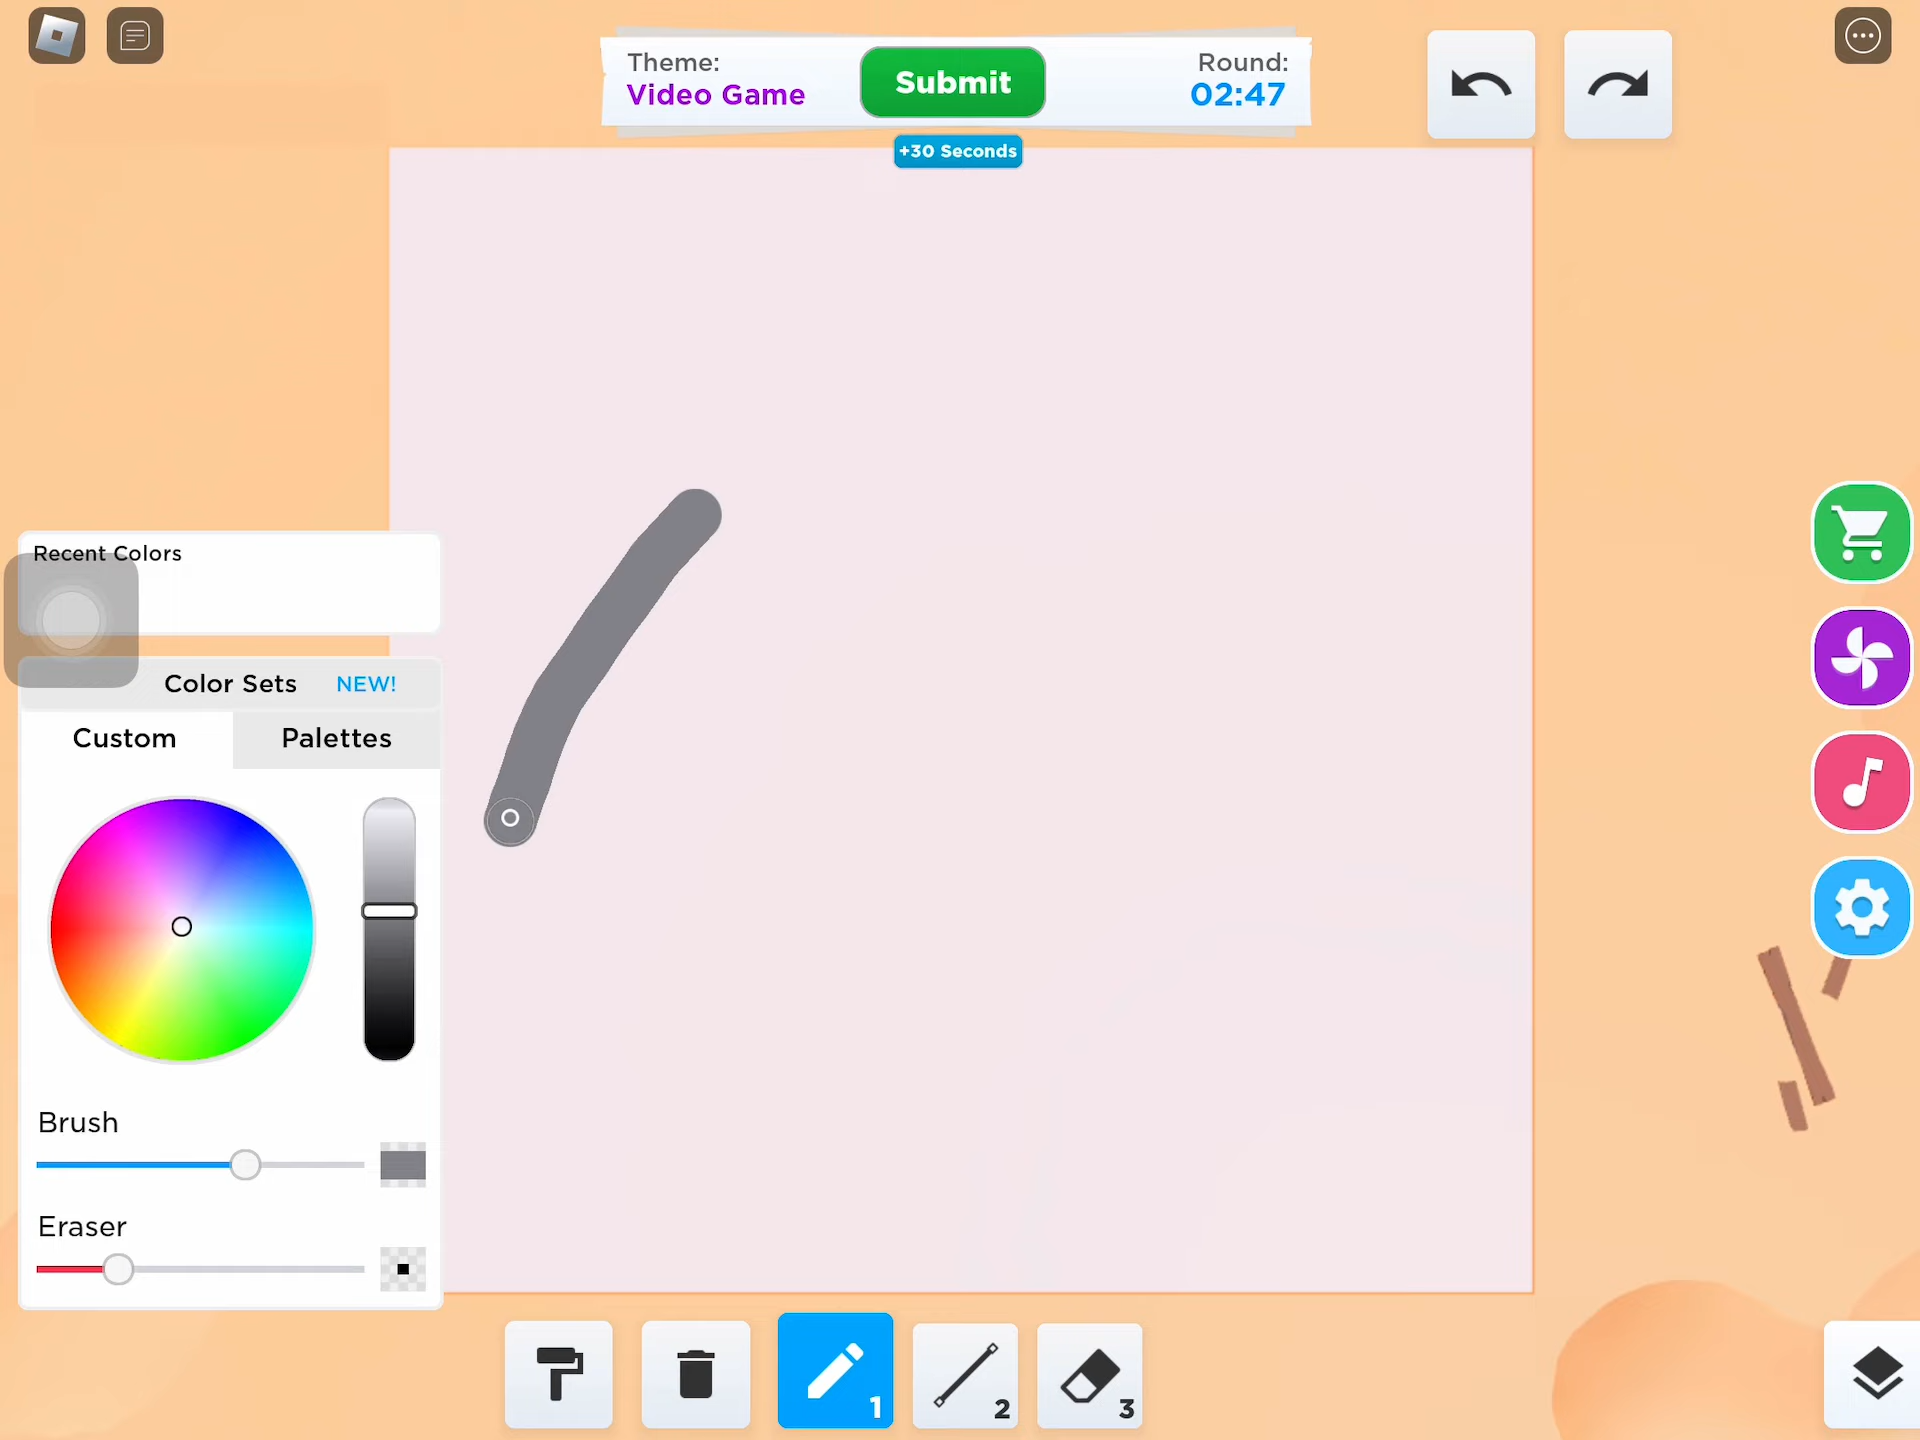 Theme:
Video Game
Submit
Round:
02:47
+30 Seconds
Recent Colors
Color Sets NEW!
Custom
Palettes
Brush
Eraser
1
2
3